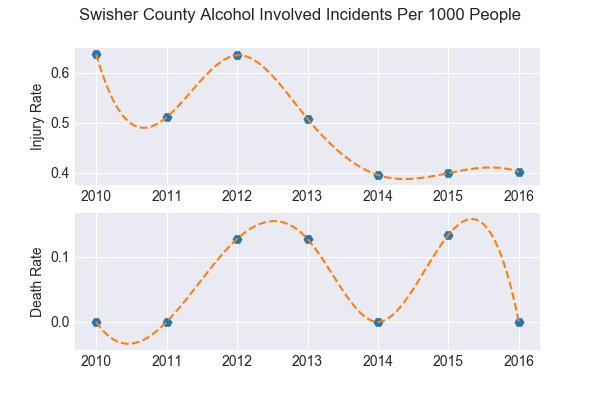 Swisher County Alcohol Involved Incidents Per 1000 People
Injury Rate
0.6
0.5
0.4
2010 2011 2012 2013 2014 2015 2016
Death Rate
0.1
0.0
2010 2011 2012 2013 2014 2015 2016